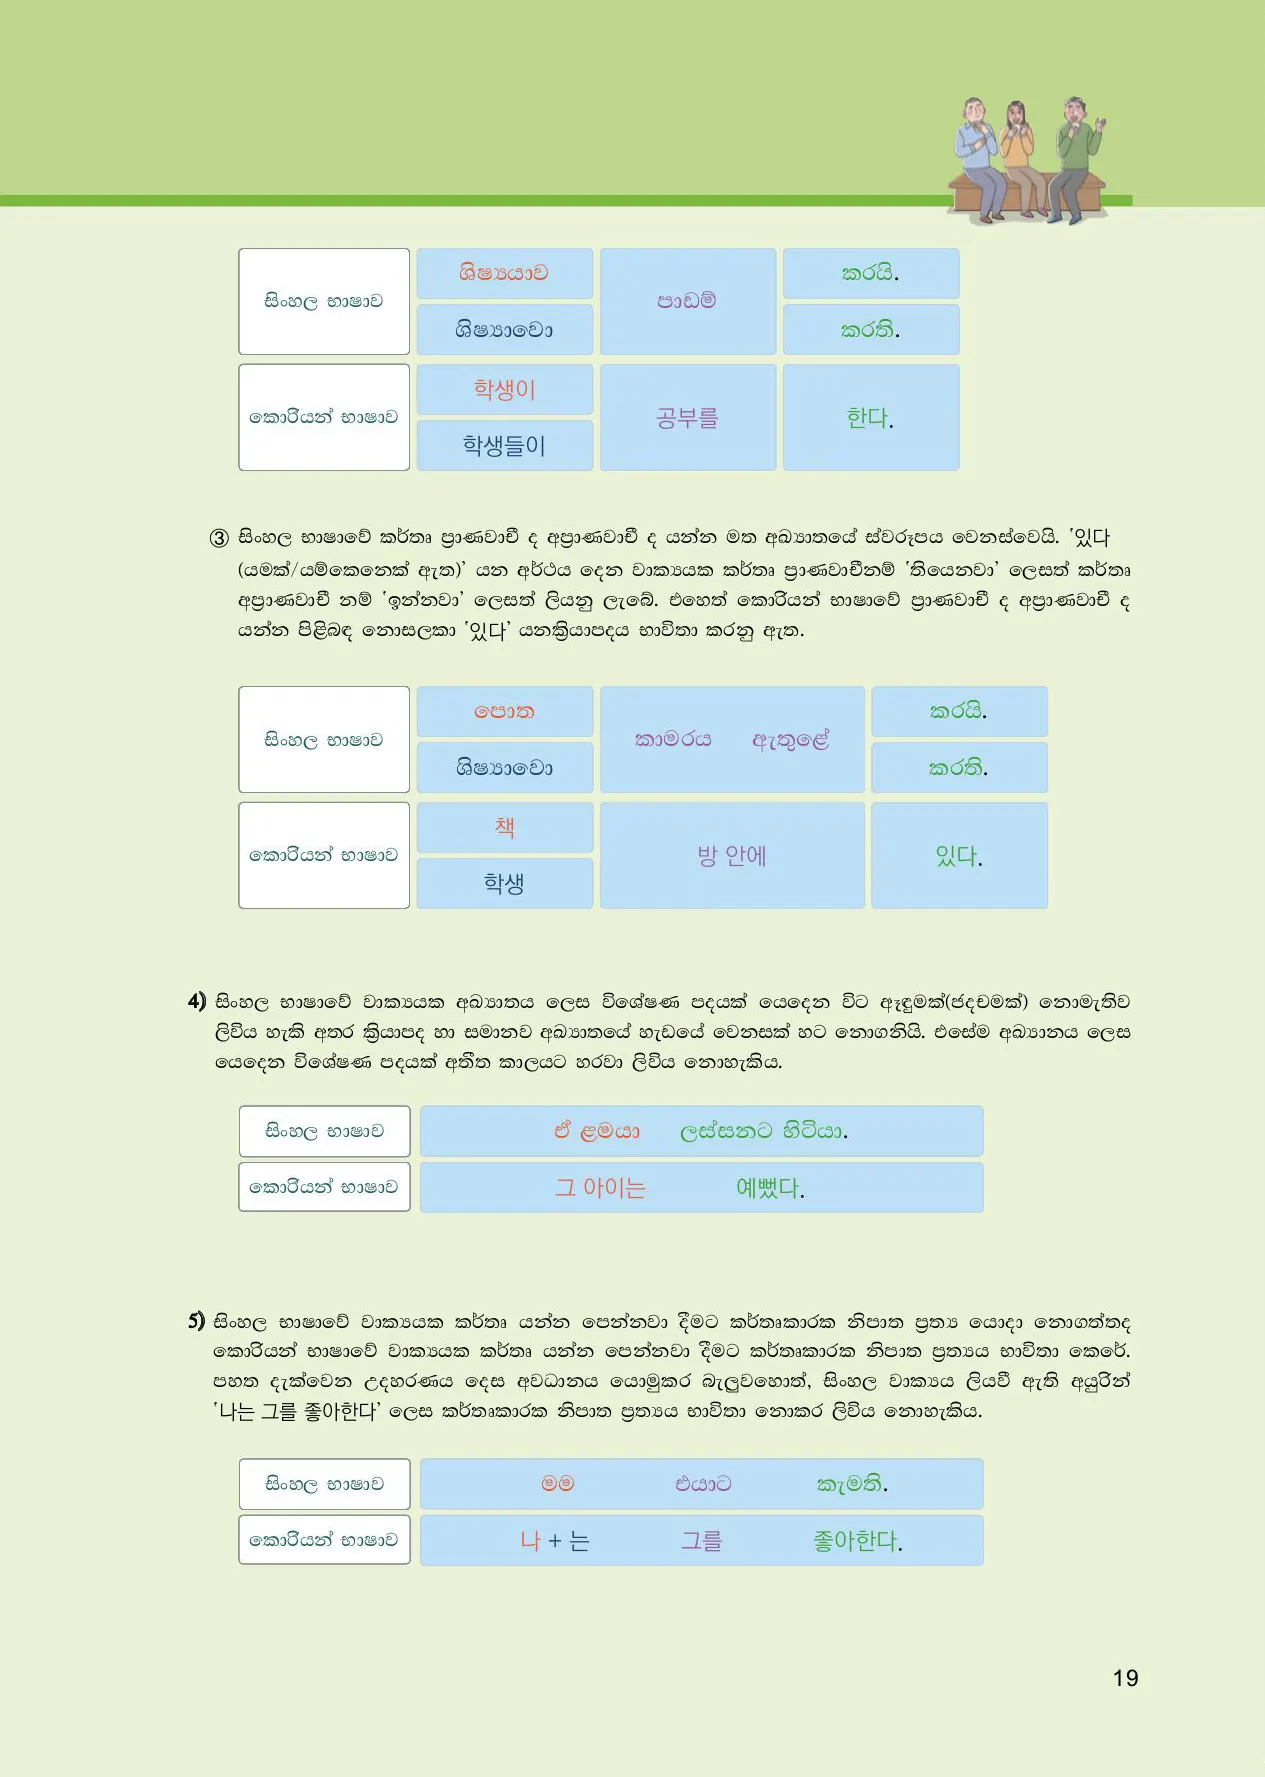 සිංහල භාෂාව
ශිෂ්‍යයාව
ශිෂ්‍යාවෝ
පාඩම්
කරයි.
කරති.
කොරියන් භාෂාව
학생이
학생들이
공부를
한다.
③ සිංහල භාෂාවේ කර්තෘ ප්‍රාණවාචී ද අප්‍රාණවාචී ද යන්න මත අඛ්‍යාතයේ ස්වරූපය වෙනස්වෙයි. ‘있다
(යමක්/යම්කෙනෙක් ඇත)’ යන අර්ථය දෙන වාක්‍යයක කර්තෘ ප්‍රාණවාචීනම් ‘තියෙනවා’ ලෙසත් කර්තෘ
අප්‍රාණවාචී නම් ‘ඉන්නවා’ ලෙසත් ලියනු ලැබේ. එහෙත් කොරියන් භාෂාවේ ප්‍රාණවාචී ද අප්‍රාණවාචී ද
යන්න පිළිබඳ නොසලකා ‘있다’ යනක්‍රියාපදය භාවිතා කරනු ඇත.
සිංහල භාෂාව
පොත
ශිෂ්‍යාවෝ
කාමරය ඇතුළේ
කරයි.
කරති.
කොරියන් භාෂාව
책
학생
방 안에
있다.
4) සිංහල භාෂාවේ වාක්‍යයක අඛ්‍යාතය ලෙස විශේෂණ පදයක් යෙදෙන විට ඈඳුමක්(ජදචමක්) නොමැතිව
ලිවිය හැකි අතර ක්‍රියාපද හා සමානව අඛ්‍යාතයේ හැඩයේ වෙනසක් හට නොගනියි. එසේම අඛ්‍යානය ලෙස
යෙදෙන විශේෂණ පදයක් අතීත කාලයට හරවා ලිවිය නොහැකිය.
සිංහල භාෂාව
ඒ ළමයා ලස්සනට හිටියා.
කොරියන් භාෂාව
그 아이는 예뻤다.
5) සිංහල භාෂාවේ වාක්‍යයක කර්තෘ යන්න පෙන්නවා දීමට කර්තෘකාරක නිපාත ප්‍රත්‍ය යොදා නොගත්තද
කොරියන් භාෂාවේ වාක්‍යයක කර්තෘ යන්න පෙන්නවා දීමට කර්තෘකාරක නිපාත ප්‍රත්‍යය භාවිතා කෙරේ.
පහත දැක්වෙන උදහරණය දෙස අවධානය යොමුකර බැලුවහොත්, සිංහල වාක්‍යය ලියවී ඇති අයුරින්
‘나는 그를 좋아한다’ ලෙස කර්තෘකාරක නිපාත ප්‍රත්‍යය භාවිතා නොකර ලිවිය නොහැකිය.
සිංහල භාෂාව
මම එයාට කැමති.
කොරියන් භාෂාව
나 + 는 그를 좋아한다.
19